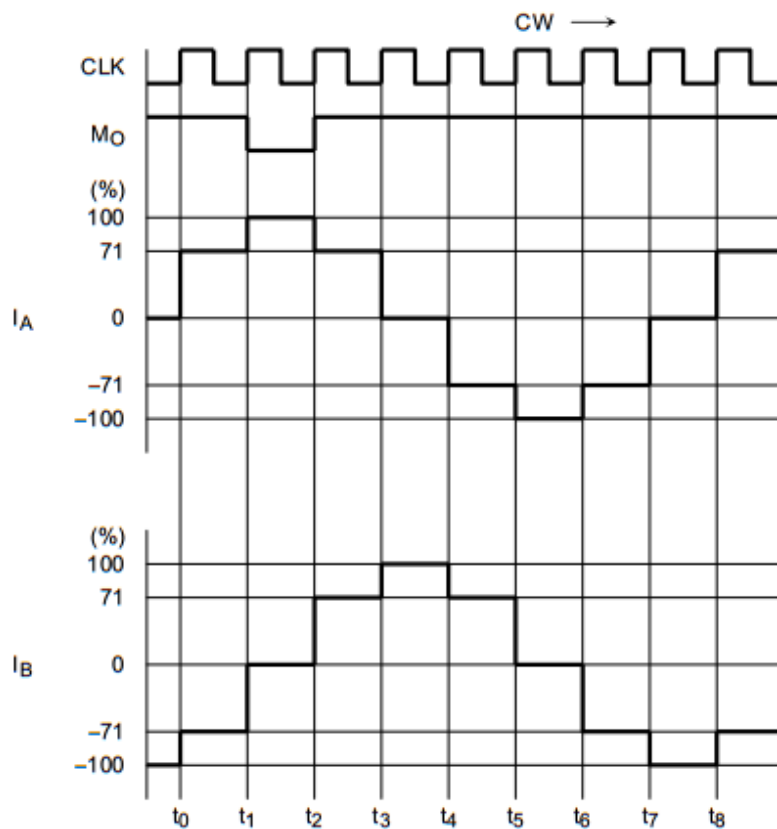 CW →
CLK
MO
(%)
100
71
IA 0
–71
–100
(%)
100
71
IB 0
–71
–100
t0 t1 t2 t3 t4 t5 t6 t7 t8